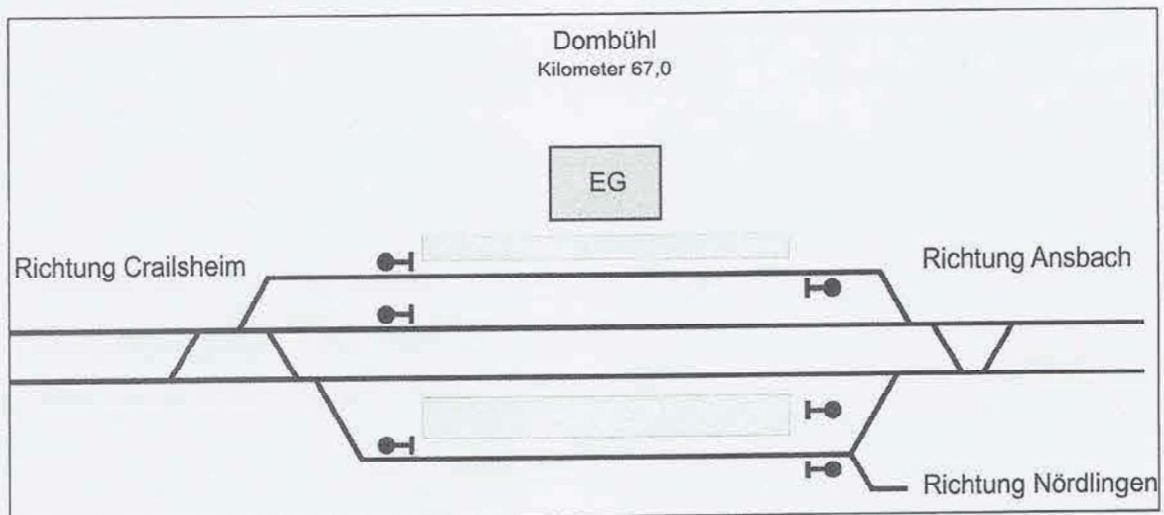 Dombühl
Kilometer 67,0
EG
Richtung Crailsheim
Richtung Ansbach
Richtung Nördlingen